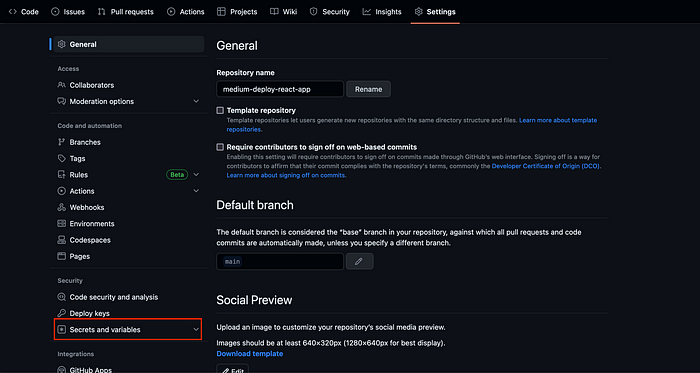 Code Issues Pull requests Actions Projects Wiki Security Insights Settings
General
Access
Collaborators
Moderation options
Code and automation
Branches
Tags
Rules Beta
Actions
Webhooks
Environments
Codespaces
Pages
Security
Code security and analysis
Deploy keys
Secrets and variables
Integrations
GitHub Apps
General
Repository name
medium-deploy-react-app Rename
Template repository
Template repositories let users generate new repositories with the same directory structure and files. Learn more about template
repositories.
Require contributors to sign off on web-based commits
Enabling this setting will require contributors to sign off on commits made through GitHub's web interface. Signing off is a way for
contributors to affirm that their commit complies with the repository's terms, commonly the Developer Certificate of Origin (DCO).
Learn more about signing off on commits.
Default branch
The default branch is considered the “base” branch in your repository, against which all pull requests and code
commits are automatically made, unless you specify a different branch.
main
Social Preview
Upload an image to customize your repository's social media preview.
Images should be at least 640×320px (1280×640px for best display).
Download template
Edit